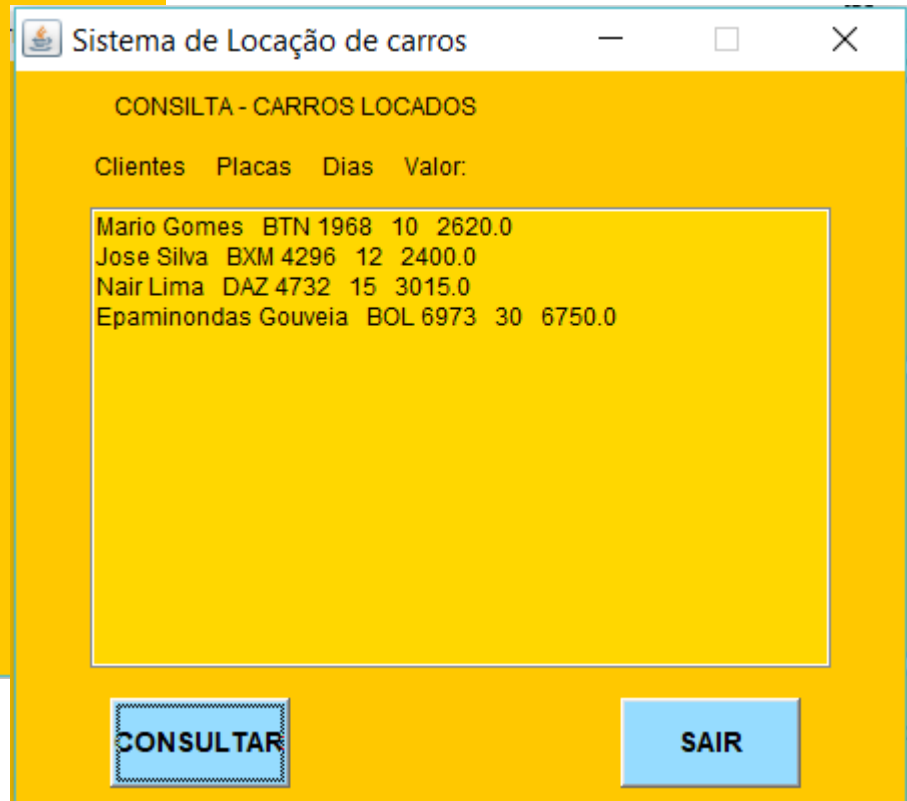 Sistema de Locação de carros
CONSILTA - CARROS LOCADOS
Clientes Placas Dias Valor:
Mario Gomes BTN 1968 10 2620.0
Jose Silva BXM 4296 12 2400.0
Nair Lima DAZ 4732 15 3015.0
Epaminondas Gouveia BOL 6973 30 6750.0
CONSULTAR SAIR